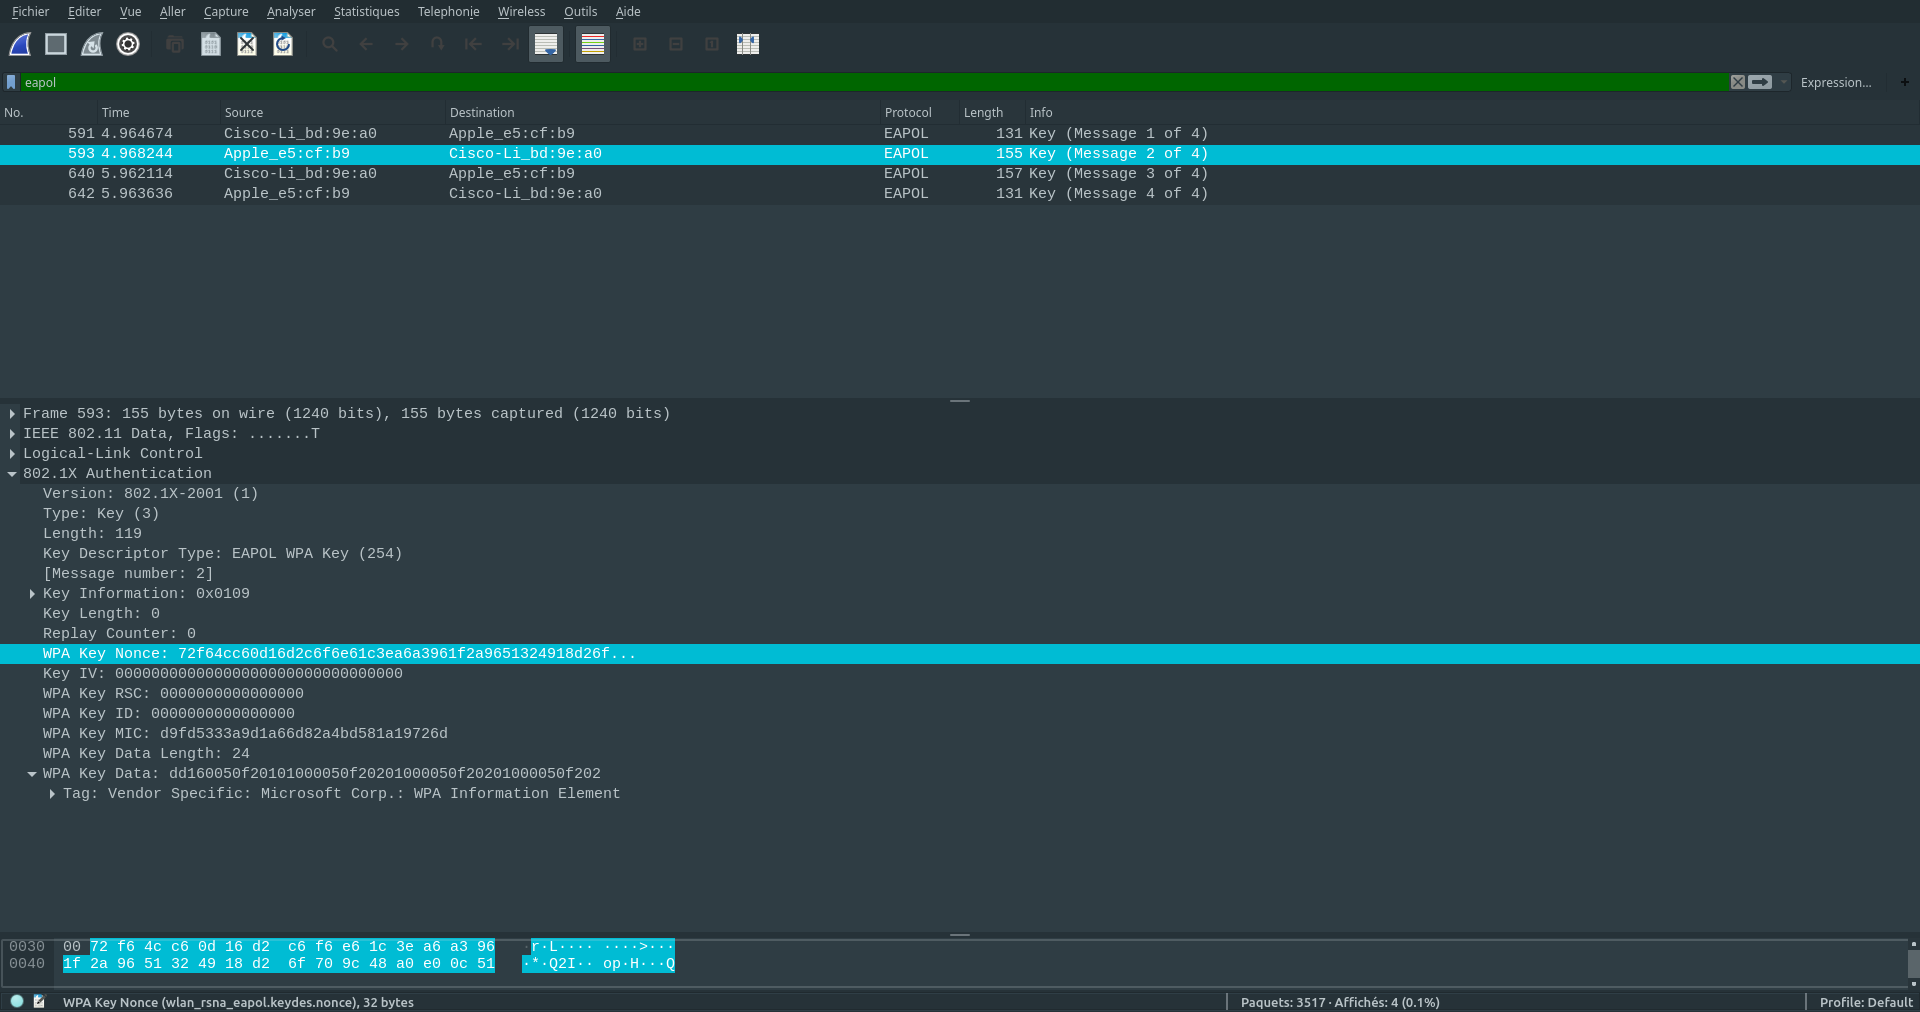 Fichier Editer Vue Aller Capture Analyser Statistiques Telephonie Wireless Outils Aide
eapol Expression... +
No. Time Source Destination Protocol Length Info
591 4.964674 Cisco-Li_bd:9e:a0 Apple_e5:cf:b9 EAPOL 131 Key (Message 1 of 4)
593 4.968244 Apple_e5:cf:b9 Cisco-Li_bd:9e:a0 EAPOL 155 Key (Message 2 of 4)
640 5.962114 Cisco-Li_bd:9e:a0 Apple_e5:cf:b9 EAPOL 157 Key (Message 3 of 4)
642 5.963636 Apple_e5:cf:b9 Cisco-Li_bd:9e:a0 EAPOL 131 Key (Message 4 of 4)
Frame 593: 155 bytes on wire (1240 bits), 155 bytes captured (1240 bits)
IEEE 802.11 Data, Flags: .......T
Logical-Link Control
802.1X Authentication
Version: 802.1X-2001 (1)
Type: Key (3)
Length: 119
Key Descriptor Type: EAPOL WPA Key (254)
[Message number: 2]
Key Information: 0x0109
Key Length: 0
Replay Counter: 0
WPA Key Nonce: 72f64cc60d16d2c6f6e61c3ea6a3961f2a9651324918d26f...
Key IV: 00000000000000000000000000000000
WPA Key RSC: 0000000000000000
WPA Key ID: 0000000000000000
WPA Key MIC: d9fd5333a9d1a66d82a4bd581a19726d
WPA Key Data Length: 24
WPA Key Data: dd160050f20101000050f20201000050f20201000050f202
Tag: Vendor Specific: Microsoft Corp.: WPA Information Element
0030 00 72 f6 4c c6 0d 16 d2 c6 f6 e6 1c 3e a6 a3 96 ·r·L···· ····>···
0040 1f 2a 96 51 32 49 18 d2 6f 70 9c 48 a0 e0 0c 51 ·*·Q2I·· op·H···Q
WPA Key Nonce (wlan_rsna_eapol.keydes.nonce), 32 bytes Paquets: 3517 · Affichés: 4 (0.1%) Profile: Default